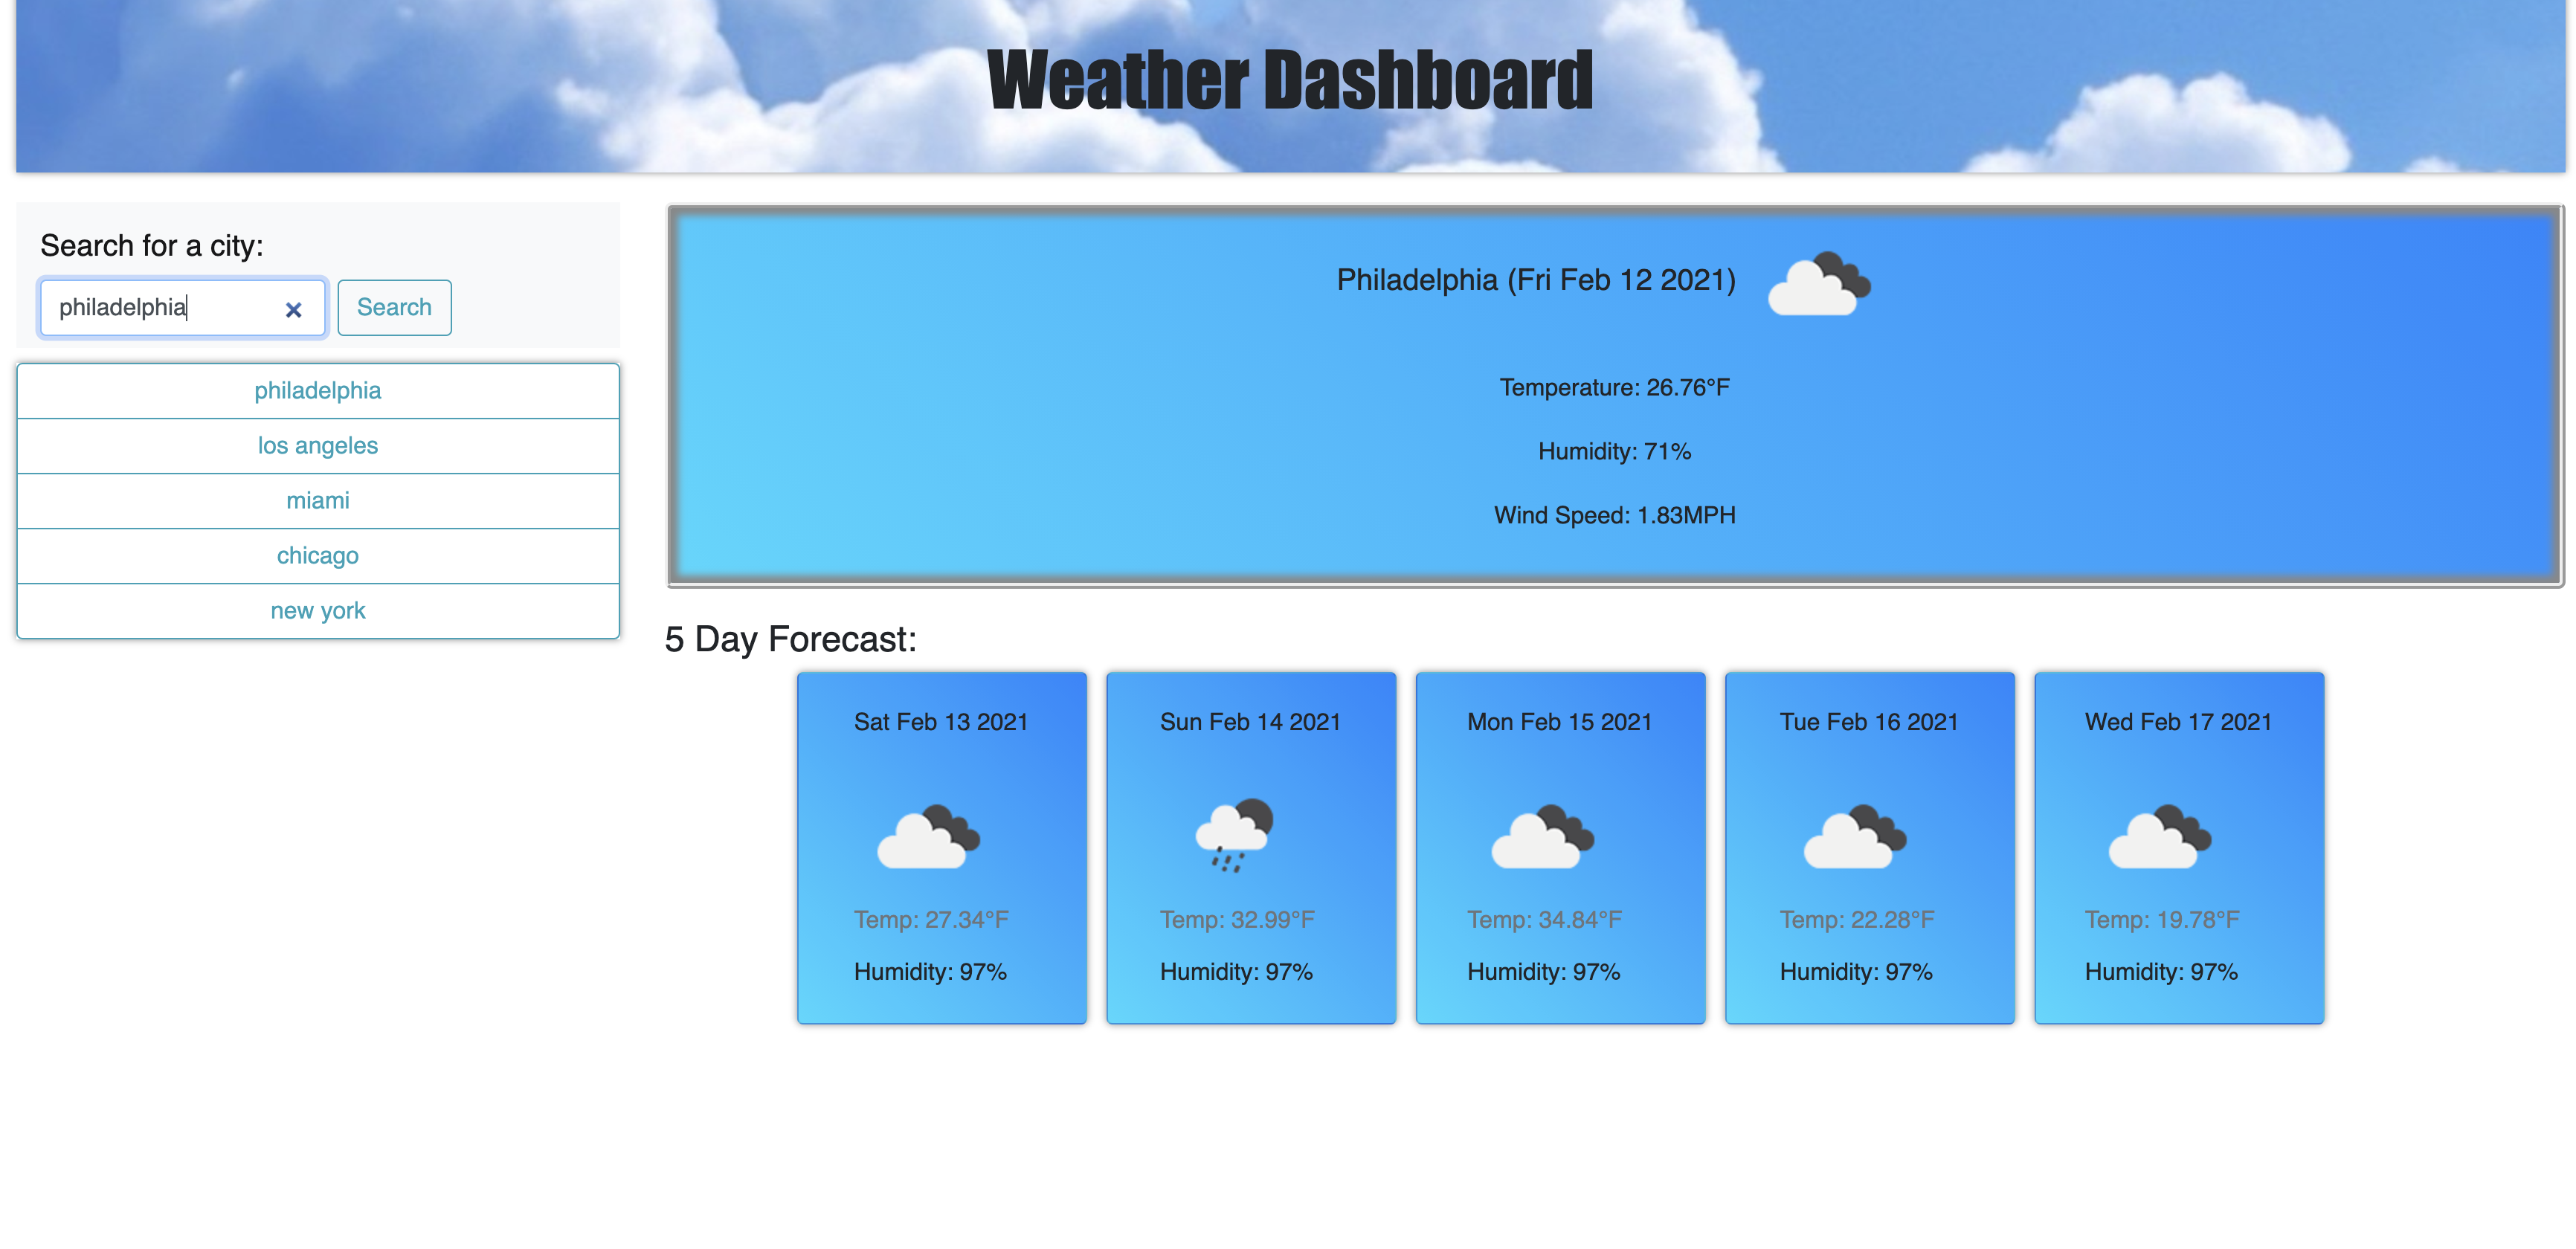 Weather Dashboard
Search for a city:
philadelphia
Search
philadelphia
los angeles
miami
chicago
new york
Philadelphia (Fri Feb 12 2021)
Temperature: 26.76°F
Humidity: 71%
Wind Speed: 1.83MPH
5 Day Forecast:
Sat Feb 13 2021
Temp: 27.34°F
Humidity: 97%
Sun Feb 14 2021
Temp: 32.99°F
Humidity: 97%
Mon Feb 15 2021
Temp: 34.84°F
Humidity: 97%
Tue Feb 16 2021
Temp: 22.28°F
Humidity: 97%
Wed Feb 17 2021
Temp: 19.78°F
Humidity: 97%